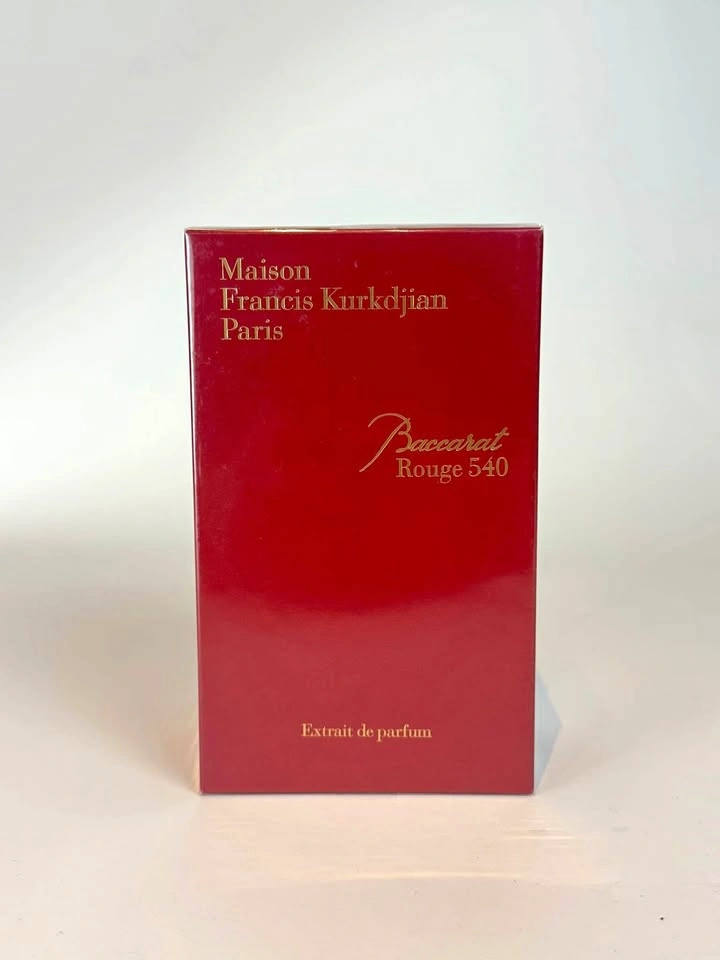 Maison
Francis Kurkdjian
Paris
Baccarat
Rouge 540
Extrait de parfum